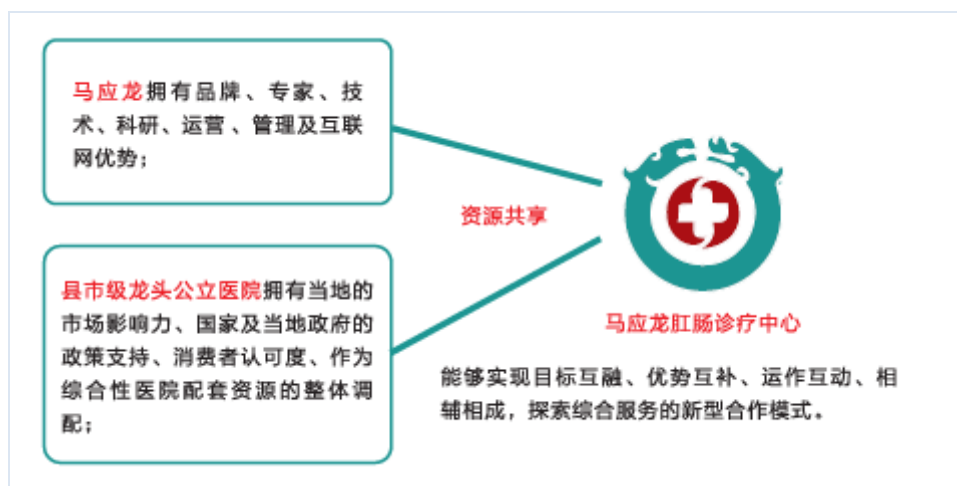 马应龙拥有品牌、专家、技
术、科研、运营、管理及互联
网优势；
资源共享
县市级龙头公立医院拥有当地的
市场影响力、国家及当地政府的
政策支持、消费者认可度、作为
综合性医院配套资源的整体调
配；
马应龙肛肠诊疗中心
能够实现目标互融、优势互补、运作互动、相
辅相成，探索综合服务的新型合作模式。